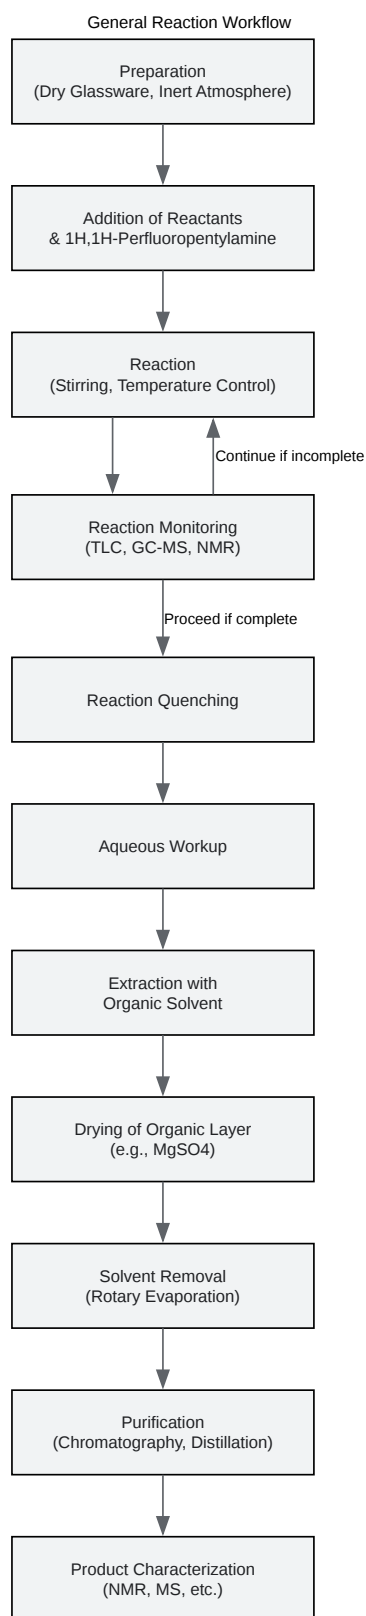 General Reaction Workflow
Preparation
(Dry Glassware, Inert Atmosphere)
Addition of Reactants
& 1H,1H-Perfluoropentylamine
Reaction
(Stirring, Temperature Control)
Continue if incomplete
Reaction Monitoring
(TLC, GC-MS, NMR)
Proceed if complete
Reaction Quenching
Aqueous Workup
Extraction with
Organic Solvent
Drying of Organic Layer
(e.g., MgSO4)
Solvent Removal
(Rotary Evaporation)
Purification
(Chromatography, Distillation)
Product Characterization
(NMR, MS, etc.)